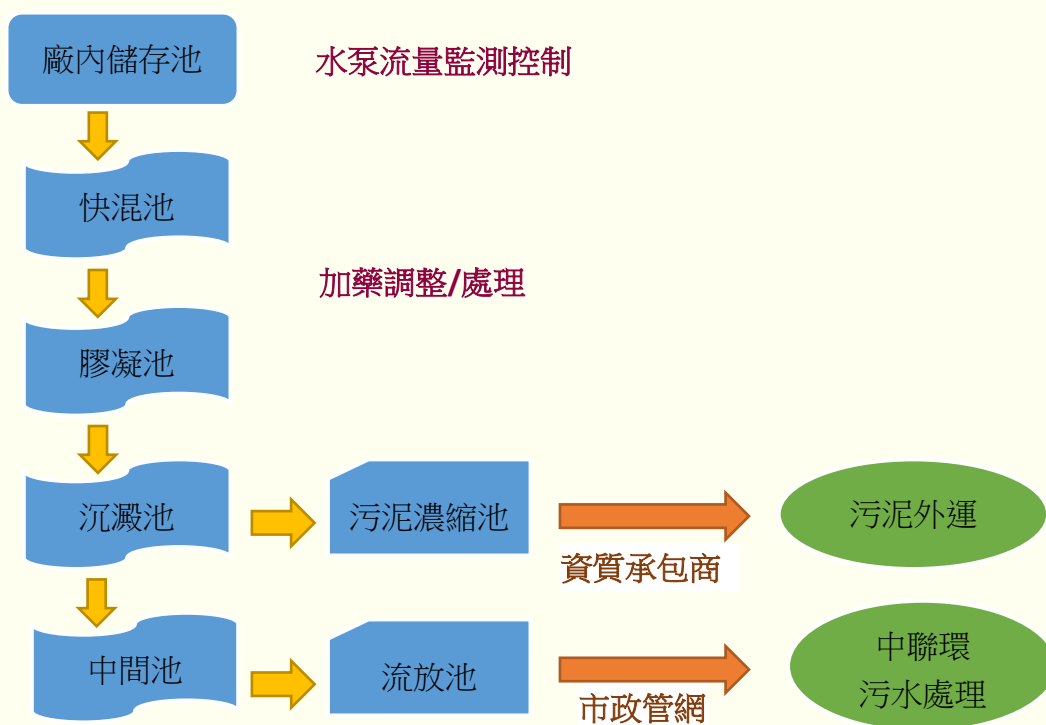 廠內儲存池
水泵流量監測控制
快混池
加藥調整/處理
膠凝池
沉澱池
污泥濃縮池
資質承包商
污泥外運
中間池
流放池
市政管網
中聯環
污水處理